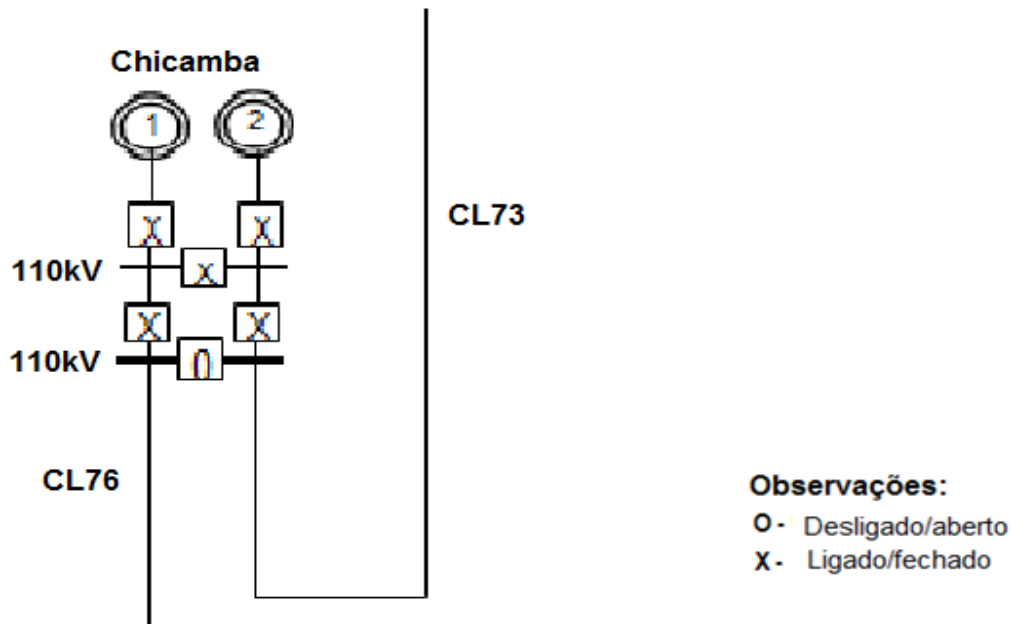 Chicamba
1 2
CL73
X X
110kV X
X X
110kV 0
CL76
Observações:
O - Desligado/aberto
X - Ligado/fechado